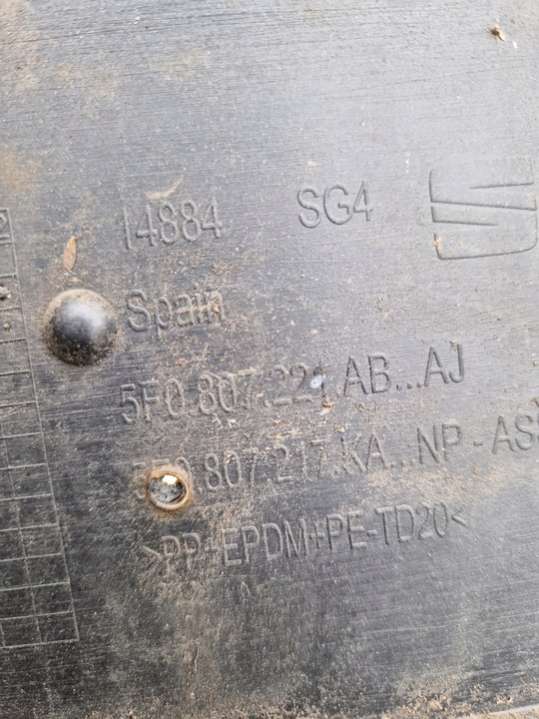 14884 SG4
Spain
5F0.807.221.AB...AJ
5F0.807.217.KA...NP - AS
>PP+EPDM+PE-TD20<